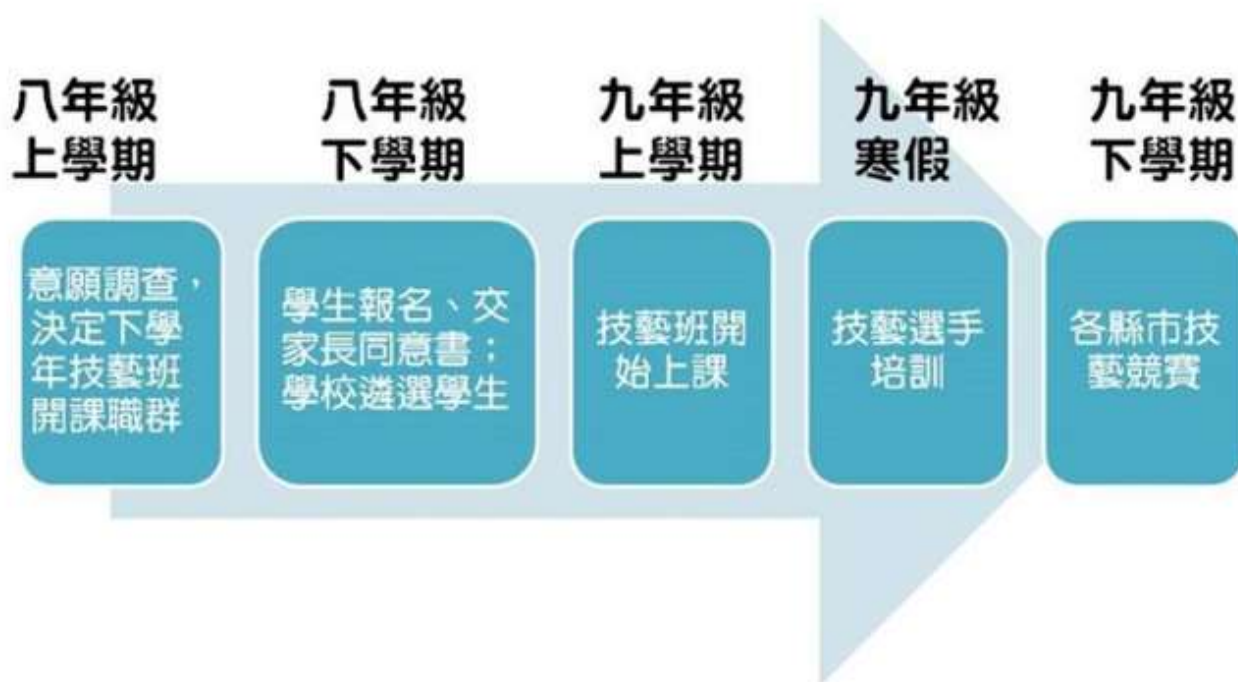 八年級
上學期
八年級
下學期
九年級
上學期
九年級
寒假
九年級
下學期
意願調查，
決定下學
年技藝班
開課職群
學生報名、交
家長同意書；
學校遴選學生
技藝班開
始上課
技藝選手
培訓
各縣市技
藝競賽